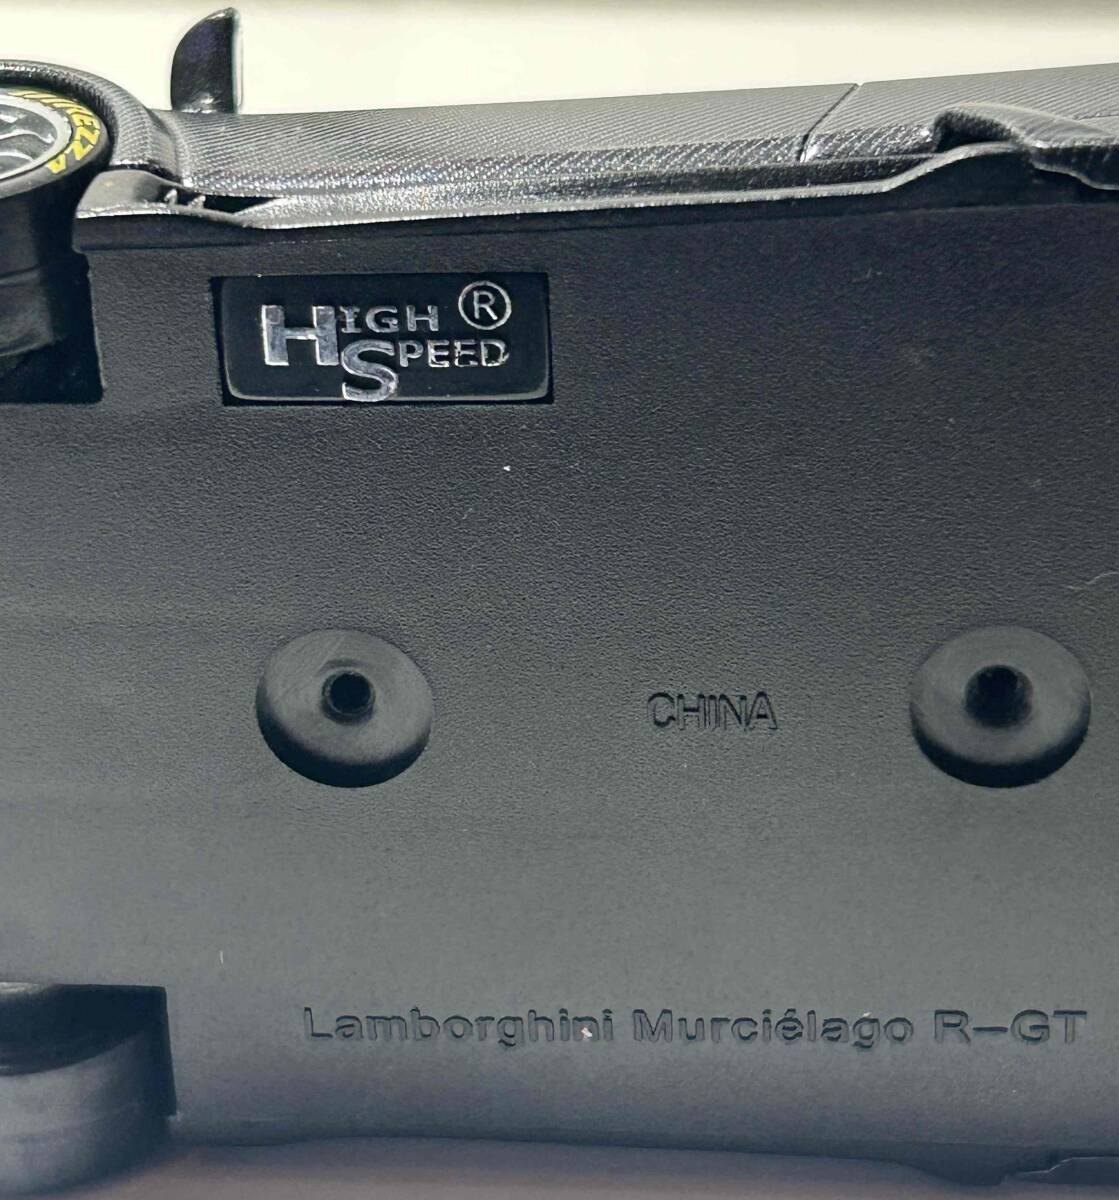 HIGH ®
SPEED
CHINA
Lamborghini Murciélago R-GT